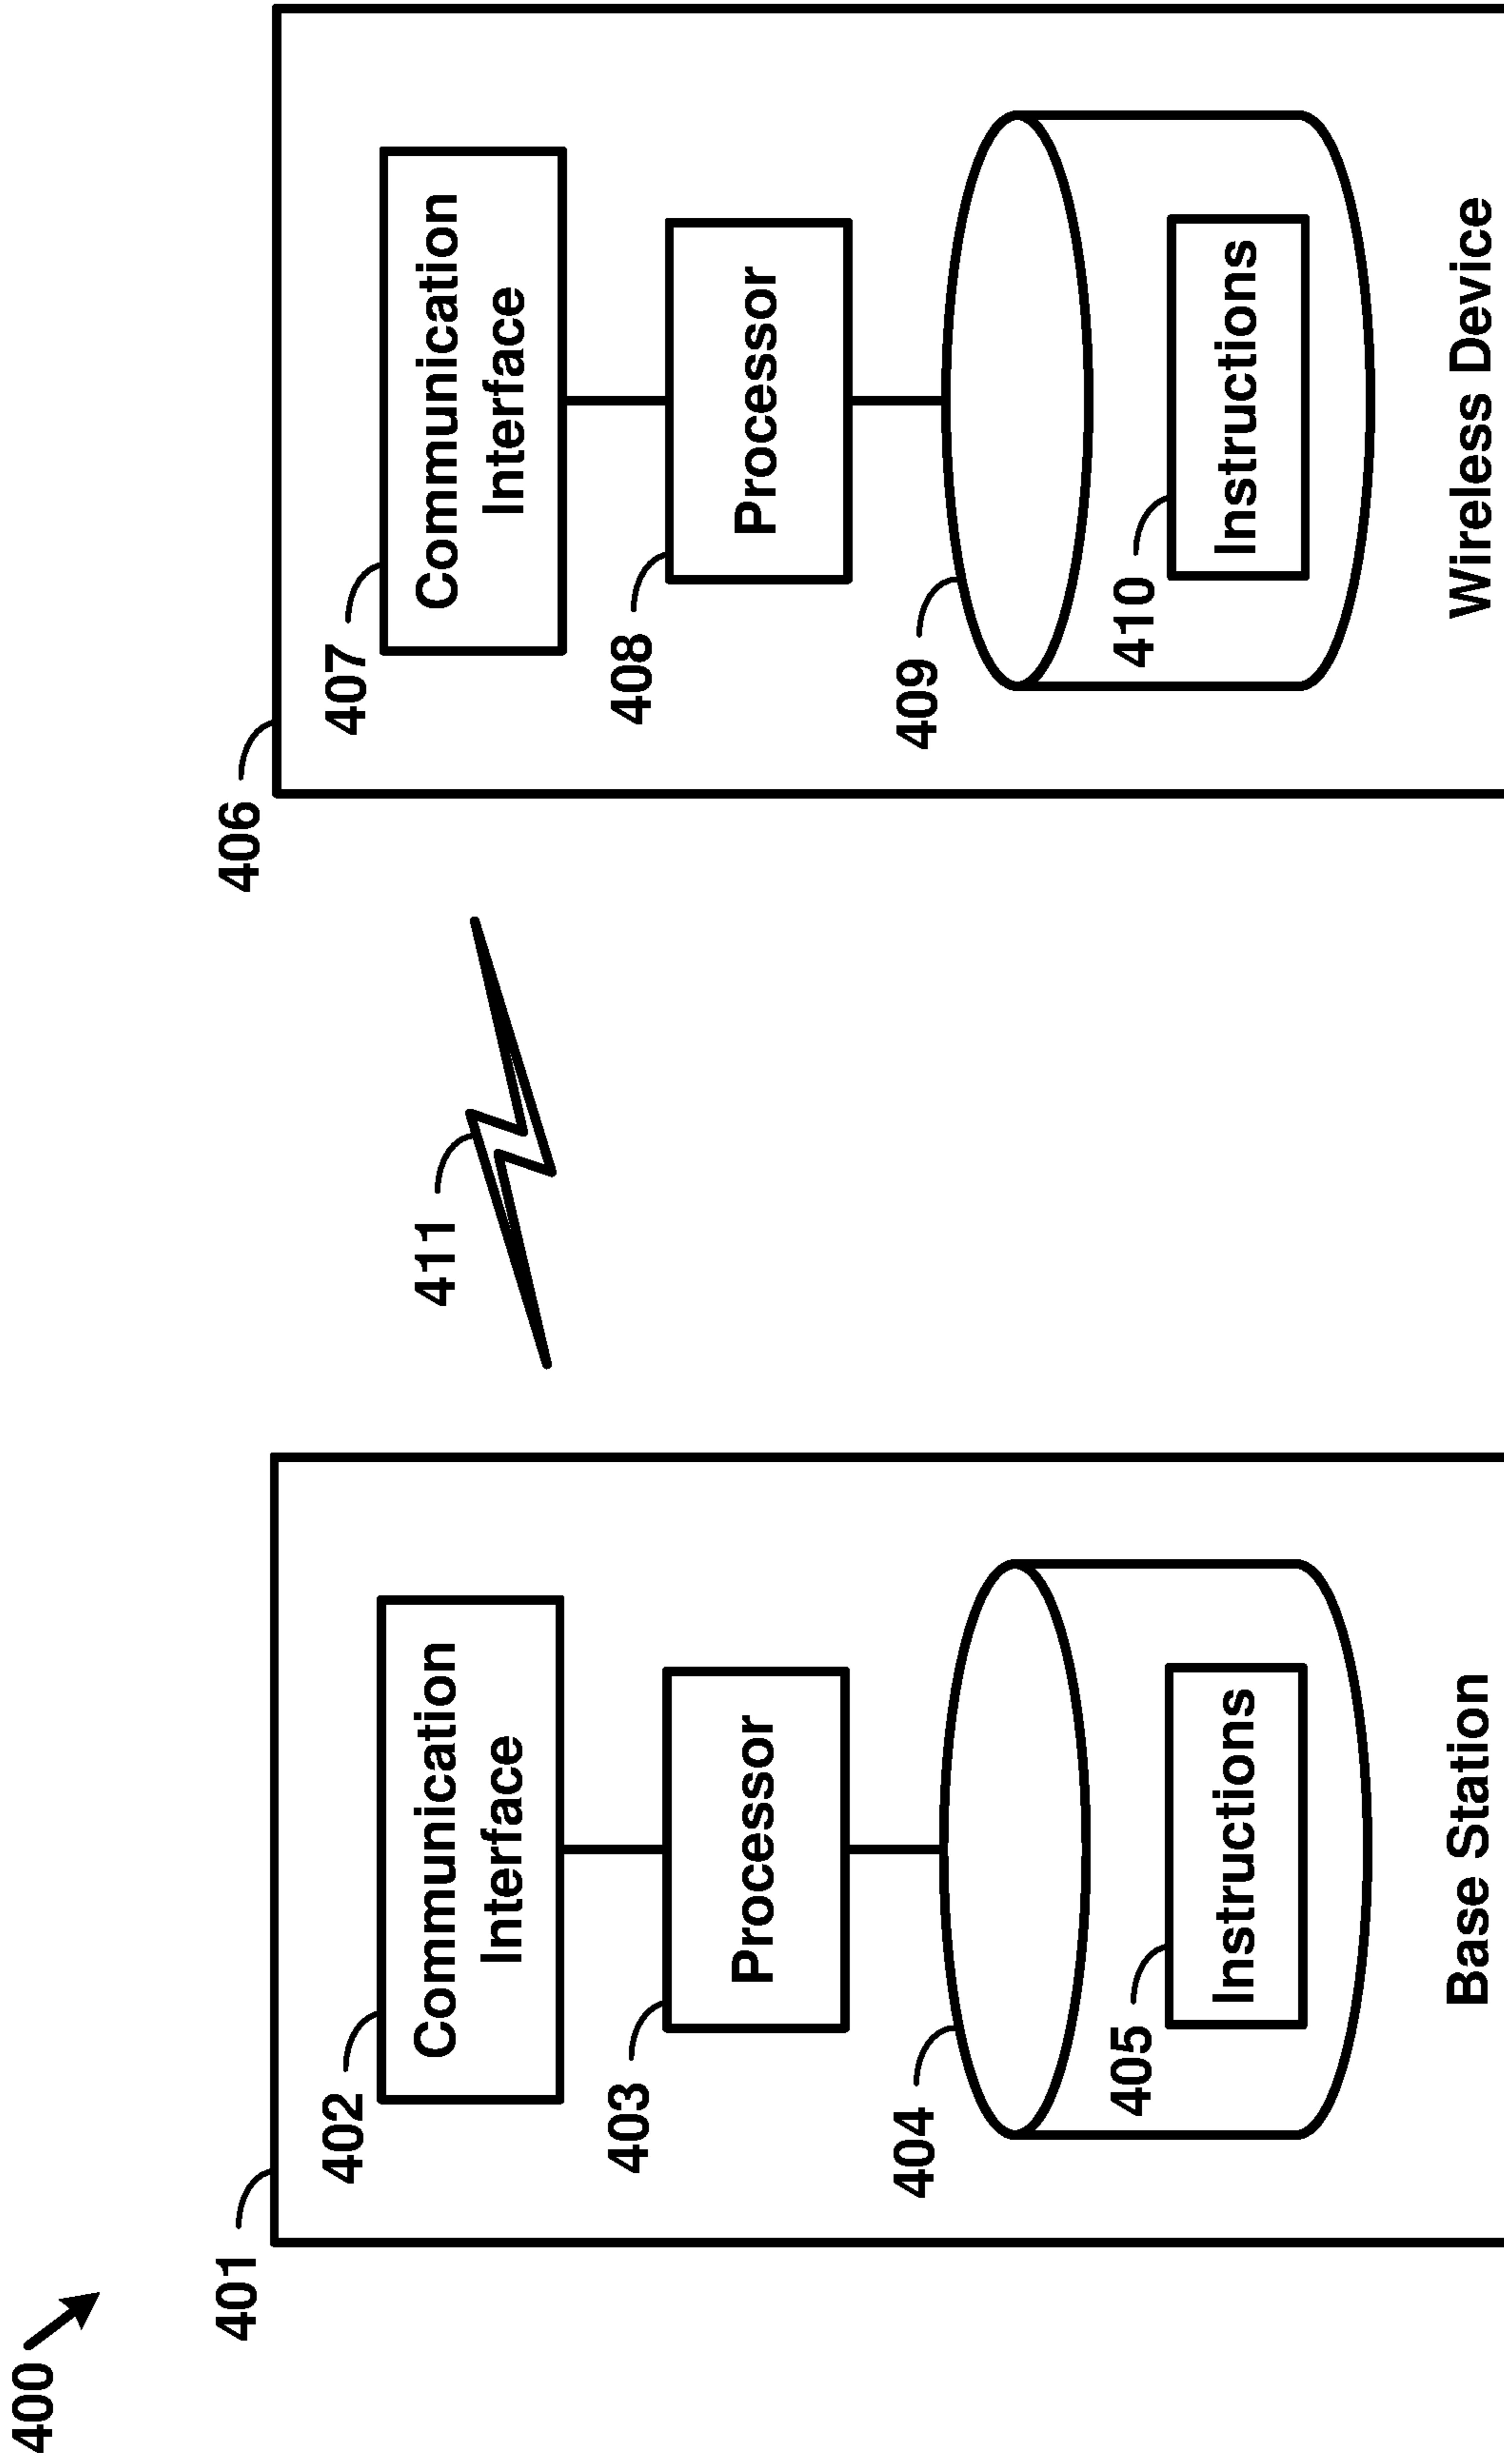 400
401
402
Communication
Interface
403
Processor
404
405
Instructions
Base Station
411
406
407
Communication
Interface
408
Processor
409
410
Instructions
Wireless Device